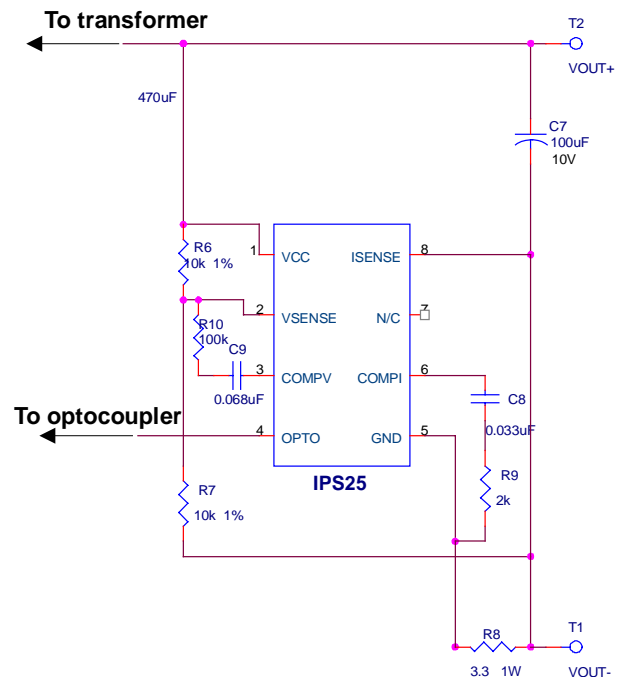 To transformer
T2
VOUT+
470uF
C7
100uF
10V
R6
10k 1%
1
VCC
ISENSE
8
2
VSENSE
N/C
7
R10
100k
C9
0.068uF
3
COMPV
COMPI
6
C8
0.033uF
To optocoupler
4
OPTO
GND
5
IPS25
R7
10k 1%
R9
2k
R8
3.3 1W
T1
VOUT-